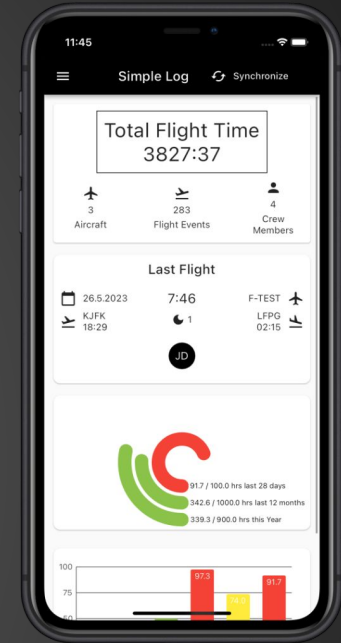 11:45
Simple Log Synchronize
Total Flight Time
3827:37
3
Aircraft
283
Flight Events
4
Crew
Members
Last Flight
26.5.2023 7:46 F-TEST
KJFK 1 LFPG
18:29 02:15
JD
91.7 / 100.0 hrs last 28 days
342.6 / 1000.0 hrs last 12 months
339.3 / 900.0 hrs this Year
100
97.3
91.7
75
50